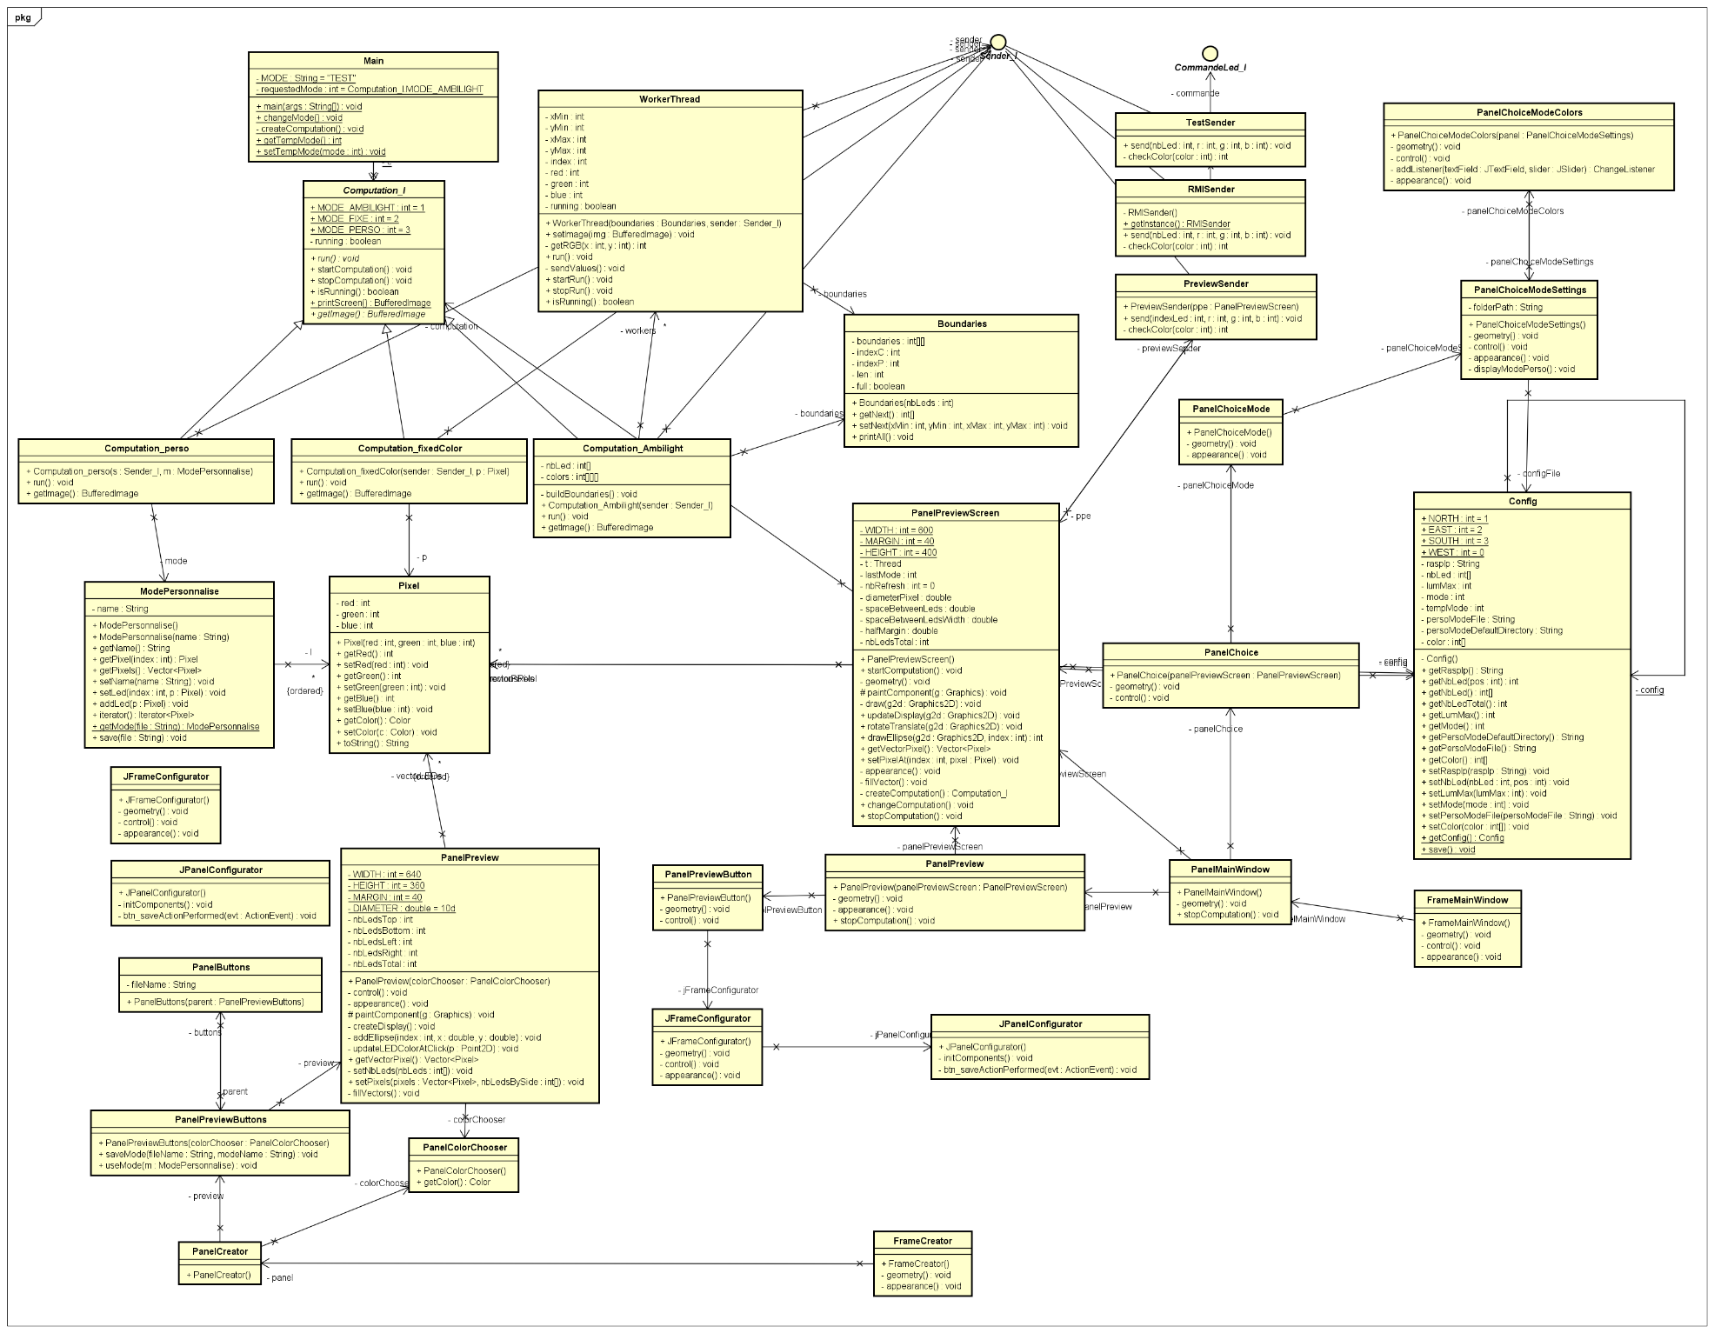 pkg
Main
- MODE : String = "TEST"
- requestedMode : int = Computation_I.MODE_AMBILIGHT
+ main(args : String[]) : void
+ changeMode() : void
- createComputation() : void
+ getTempMode() : int
+ setTempMode(mode : int) : void
Computation_I
+ MODE_AMBILIGHT : int = 1
+ MODE_FIXE : int = 2
+ MODE_PERSO : int = 3
- running : boolean
+ run() : void
+ startComputation() : void
+ stopComputation() : void
+ isRunning() : boolean
+ printScreen() : BufferedImage
+ getImage() : BufferedImage
- computation
WorkerThread
- xMin : int
- yMin : int
- xMax : int
- yMax : int
- index : int
- red : int
- green : int
- blue : int
- running : boolean
+ WorkerThread(boundaries : Boundaries, sender : Sender_I)
+ setImage(img : BufferedImage) : void
- getRGB(x : int, y : int) : int
+ run() : void
- sendValues() : void
+ startRun() : void
+ stopRun() : void
+ isRunning() : boolean
- workers
*
- boundaries
- sender
- sender
- sender
Sender_I
CommandeLed_I
- commande
TestSender
+ send(nbLed : int, r : int, g : int, b : int) : void
- checkColor(color : int) : int
RMISender
- RMISender()
+ getInstance() : RMISender
+ send(nbLed : int, r : int, g : int, b : int) : void
- checkColor(color : int) : int
PreviewSender
+ PreviewSender(ppe : PanelPreviewScreen)
+ send(indexLed : int, r : int, g : int, b : int) : void
- checkColor(color : int) : int
- previewSender
PanelChoiceModeColors
+ PanelChoiceModeColors(panel : PanelChoiceModeSettings)
- geometry() : void
- control() : void
- addListener(textField : JTextField, slider : JSlider) : ChangeListener
- appearance() : void
- panelChoiceModeColors
- panelChoiceModeSettings
PanelChoiceModeSettings
- folderPath : String
+ PanelChoiceModeSettings()
- geometry() : void
- control() : void
- appearance() : void
- displayModePerso() : void
- panelChoiceModeS
Boundaries
- boundaries : int[][]
- indexC : int
- indexP : int
- len : int
- full : boolean
+ Boundaries(nbLeds : int)
+ getNext() : int[]
+ setNext(xMin : int, yMin : int, xMax : int, yMax : int) : void
+ printAll() : void
- boundaries
PanelChoiceMode
+ PanelChoiceMode()
- geometry() : void
- appearance() : void
- panelChoiceMode
- configFile
Computation_perso
+ Computation_perso(s : Sender_I, m : ModePersonnalise)
+ run() : void
+ getImage() : BufferedImage
Computation_fixedColor
+ Computation_fixedColor(sender : Sender_I, p : Pixel)
+ run() : void
+ getImage() : BufferedImage
Computation_Ambilight
- nbLed : int[]
- colors : int[][][]
- buildBoundaries() : void
+ Computation_Ambilight(sender : Sender_I)
+ run() : void
+ getImage() : BufferedImage
- mode
- p
- ppe
PanelPreviewScreen
- WIDTH : int = 600
- MARGIN : int = 40
- HEIGHT : int = 400
- t : Thread
- lastMode : int
- nbRefresh : int = 0
- diameterPixel : double
- spaceBetweenLeds : double
- spaceBetweenLedsWidth : double
- halfMargin : double
- nbLedsTotal : int
+ PanelPreviewScreen()
+ startComputation() : void
- geometry() : void
# paintComponent(g : Graphics) : void
- draw(g2d : Graphics2D) : void
+ updateDisplay(g2d : Graphics2D) : void
+ rotateTranslate(g2d : Graphics2D) : void
+ drawEllipse(g2d : Graphics2D, index : int) : int
+ getVectorPixel() : Vector<Pixel>
+ setPixelAt(index : int, pixel : Pixel) : void
- appearance() : void
- fillVector() : void
- createComputation() : Computation_I
+ changeComputation() : void
+ stopComputation() : void
Config
+ NORTH : int = 1
+ EAST : int = 2
+ SOUTH : int = 3
+ WEST : int = 0
- raspIp : String
- nbLed : int[]
- lumMax : int
- mode : int
- tempMode : int
- persoModeFile : String
- persoModeDefaultDirectory : String
- color : int[]
- Config()
+ getRaspIp() : String
+ getNbLed(pos : int) : int
+ getNbLed() : int[]
+ getNbLedTotal() : int
+ getLumMax() : int
+ getMode() : int
+ getPersoModeDefaultDirectory() : String
+ getPersoModeFile() : String
+ getColor() : int[]
+ setRaspIp(raspIp : String) : void
+ setNbLed(nbLed : int, pos : int) : void
+ setLumMax(lumMax : int) : void
+ setMode(mode : int) : void
+ setPersoModeFile(persoModeFile : String) : void
+ setColor(color : int[]) : void
+ getConfig() : Config
+ save() : void
- config
- config
ModePersonnalise
- name : String
+ ModePersonnalise()
+ ModePersonnalise(name : String)
+ getName() : String
+ getPixel(index : int) : Pixel
+ getPixels() : Vector<Pixel>
+ setName(name : String) : void
+ setLed(index : int, p : Pixel) : void
+ addLed(p : Pixel) : void
+ iterator() : Iterator<Pixel>
+ getMode(file : String) : ModePersonnalise
+ save(file : String) : void
- l
*
{ordered}
Pixel
- red : int
- green : int
- blue : int
+ Pixel(red : int, green : int, blue : int)
+ getRed() : int
+ setRed(red : int) : void
+ getGreen() : int
+ setGreen(green : int) : void
+ getBlue() : int
+ setBlue(blue : int) : void
+ getColor() : Color
+ setColor(c : Color) : void
+ toString() : String
*
PanelChoice
+ PanelChoice(panelPreviewScreen : PanelPreviewScreen)
- geometry() : void
- control() : void
- panelChoice
*
JFrameConfigurator
+ JFrameConfigurator()
- geometry() : void
- control() : void
- appearance() : void
JPanelConfigurator
+ JPanelConfigurator()
- initComponents() : void
- btn_saveActionPerformed(evt : ActionEvent) : void
PanelPreview
- WIDTH : int = 640
- HEIGHT : int = 360
- MARGIN : int = 40
- DIAMETER : double = 10d
- nbLedsTop : int
- nbLedsBottom : int
- nbLedsLeft : int
- nbLedsRight : int
- nbLedsTotal : int
+ PanelPreview(colorChooser : PanelColorChooser)
- control() : void
- appearance() : void
# paintComponent(g : Graphics) : void
- createDisplay() : void
- addEllipse(index : int, x : double, y : double) : void
- updateLEDColorAtClick(p : Point2D) : void
+ getVectorPixel() : Vector<Pixel>
- setNbLeds(nbLeds : int[]) : void
+ setPixels(pixels : Vector<Pixel>, nbLedsBySide : int[]) : void
- fillVectors() : void
- panelPreviewScreen
PanelPreviewButton
+ PanelPreviewButton()
- geometry() : void
- control() : void
PanelPreview
+ PanelPreview(panelPreviewScreen : PanelPreviewScreen)
- geometry() : void
- appearance() : void
+ stopComputation() : void
PanelMainWindow
+ PanelMainWindow()
- geometry() : void
+ stopComputation() : void
FrameMainWindow
+ FrameMainWindow()
- geometry() : void
- control() : void
- appearance() : void
PanelButtons
- fileName : String
+ PanelButtons(parent : PanelPreviewButtons)
- buttons
- parent
- preview
- jFrameConfigurator
JFrameConfigurator
+ JFrameConfigurator()
- geometry() : void
- control() : void
- appearance() : void
- jPanelConfigu
JPanelConfigurator
+ JPanelConfigurator()
- initComponents() : void
- btn_saveActionPerformed(evt : ActionEvent) : void
PanelPreviewButtons
+ PanelPreviewButtons(colorChooser : PanelColorChooser)
+ saveMode(fileName : String, modeName : String) : void
+ useMode(m : ModePersonnalise) : void
- colorChooser
PanelColorChooser
+ PanelColorChooser()
+ getColor() : Color
- preview
- colorChoose
PanelCreator
+ PanelCreator()
- panel
FrameCreator
+ FrameCreator()
- geometry() : void
- appearance() : void